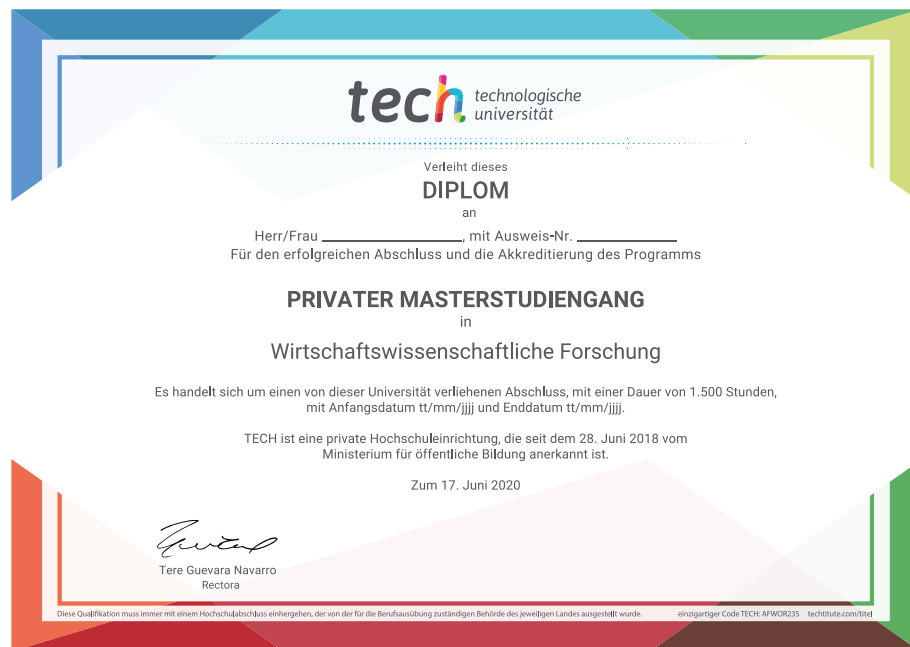 tech technologische
universität
Verleiht dieses
DIPLOM
an
Herr/Frau ____________________, mit Ausweis-Nr. ______________
Für den erfolgreichen Abschluss und die Akkreditierung des Programms
PRIVATER MASTERSTUDIENGANG
in
Wirtschaftswissenschaftliche Forschung
Es handelt sich um einen von dieser Universität verliehenen Abschluss, mit einer Dauer von 1.500 Stunden,
mit Anfangsdatum tt/mm/jjjj und Enddatum tt/mm/jjjj.
TECH ist eine private Hochschuleinrichtung, die seit dem 28. Juni 2018 vom
Ministerium für öffentliche Bildung anerkannt ist.
Zum 17. Juni 2020
Tere Guevara Navarro
Rectora
Diese Qualifikation muss immer mit einem Hochschulabschluss einhergehen, der von der für die Berufsausübung zuständigen Behörde des jeweiligen Landes ausgestellt wurde. einzigartiger Code TECH: AFWOR23S techtitute.com/titel